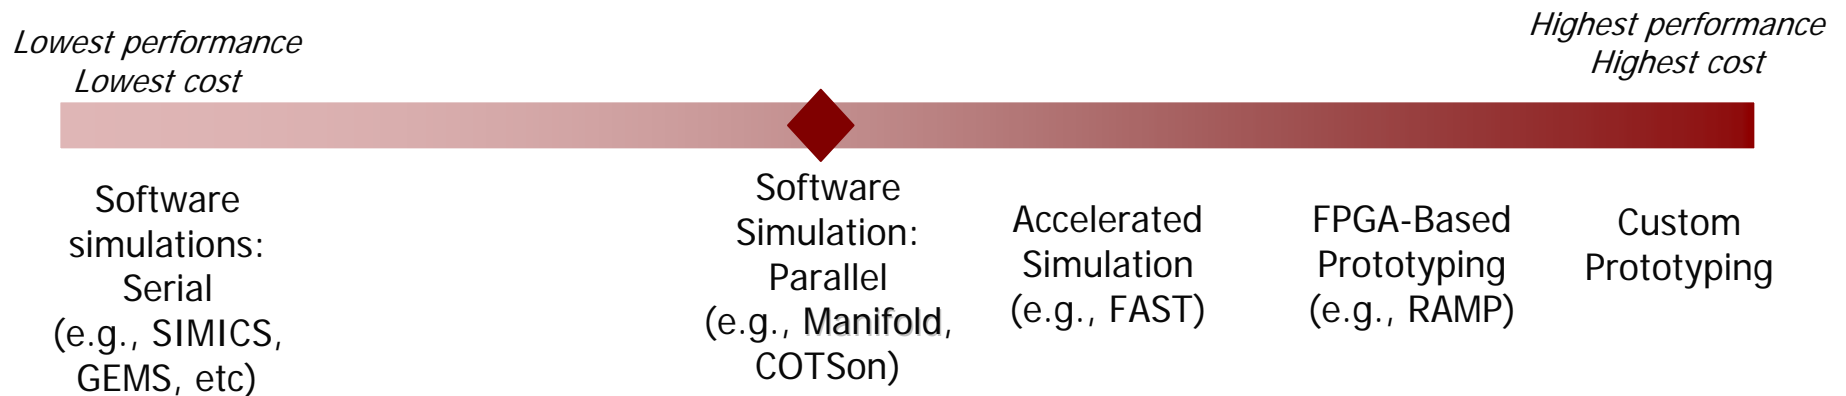 Lowest performance
Lowest cost
Highest performance
Highest cost
Software
simulations:
Serial
(e.g., SIMICS,
GEMS, etc)
Software
Simulation:
Parallel
(e.g., Manifold,
COTSon)
Accelerated
Simulation
(e.g., FAST)
FPGA-Based
Prototyping
(e.g., RAMP)
Custom
Prototyping